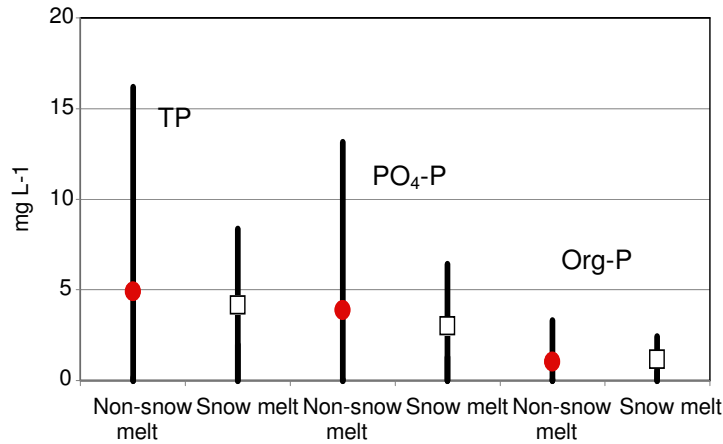 20
15
10
5
0
mg L-1
TP
PO₄-P
Org-P
Non-snow melt
Snow melt
Non-snow melt
Snow melt
Non-snow melt
Snow melt